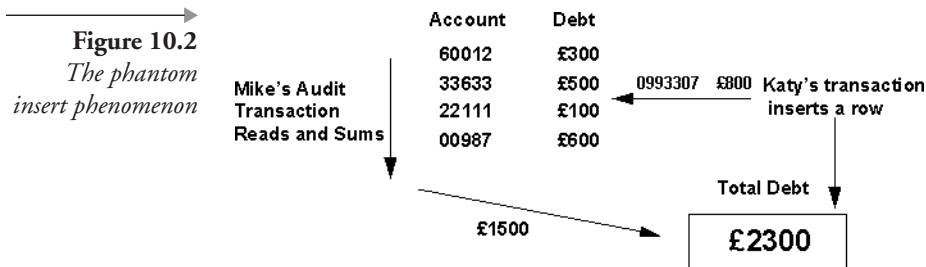 Figure 10.2
The phantom
insert phenomenon
Account Debt
60012 £300
33633 £500
22111 £100
00987 £600
Mike's Audit
Transaction
Reads and Sums
0993307 £800
Katy's transaction
inserts a row
£1500
Total Debt
£2300